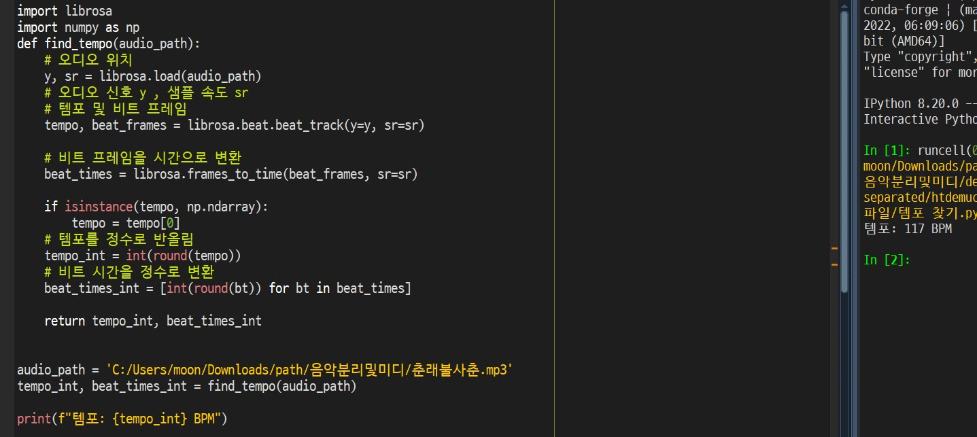 import librosa
import numpy as np
def find_tempo(audio_path):
# 오디오 위치
y, sr = librosa.load(audio_path)
# 오디오 신호 y , 샘플 속도 sr
# 템포 및 비트 프레임
tempo, beat_frames = librosa.beat.beat_track(y=y, sr=sr)
# 비트 프레임을 시간으로 변환
beat_times = librosa.frames_to_time(beat_frames, sr=sr)
if isinstance(tempo, np.ndarray):
tempo = tempo[0]
# 템포를 정수로 반올림
tempo_int = int(round(tempo))
# 비트 시간을 정수로 변환
beat_times_int = [int(round(bt)) for bt in beat_times]
return tempo_int, beat_times_int
audio_path = 'C:/Users/moon/Downloads/path/음악분리및미디/춘래불사춘.mp3'
tempo_int, beat_times_int = find_tempo(audio_path)
print(f"템포: {tempo_int} BPM")
conda-forge ¦ (ma
2022, 06:09:06) [
bit (AMD64)]
Type "copyright",
"license" for mor
IPython 8.20.0 --
Interactive Pytho
In [1]: runcell(0
moon/Downloads/pa
음악분리및미디/de
separated/htdemuc
파일/템포 찾기.py
템포: 117 BPM
In [2]: